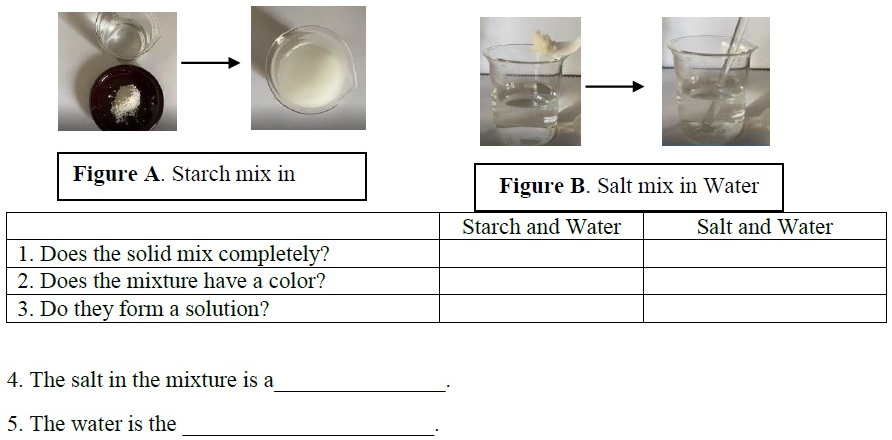 Figure A. Starch mix in
Figure B. Salt mix in Water
Starch and Water Salt and Water
1. Does the solid mix completely?
2. Does the mixture have a color?
3. Do they form a solution?
4. The salt in the mixture is a_______________.
5. The water is the _______________________.